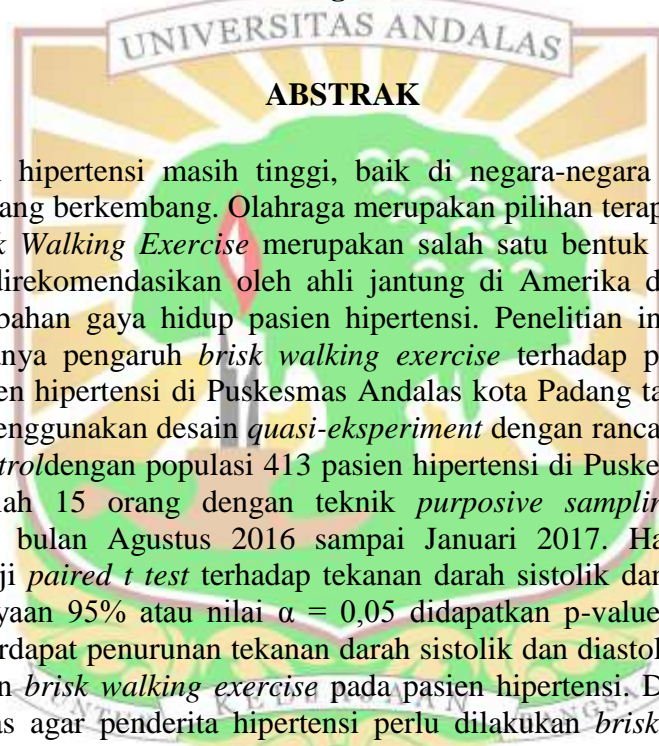 UNIVERSITAS ANDALAS
ABSTRAK
hipertensi masih tinggi, baik di negara-negara
ang berkembang. Olahraga merupakan pilihan terap
k Walking Exercise merupakan salah satu bentuk
direkomendasikan oleh ahli jantung di Amerika d
bahan gaya hidup pasien hipertensi. Penelitian in
nya pengaruh brisk walking exercise terhadap p
en hipertensi di Puskesmas Andalas kota Padang ta
enggunakan desain quasi-eksperiment dengan ranca
troldengan populasi 413 pasien hipertensi di Puske
lah 15 orang dengan teknik purposive samplin
bulan Agustus 2016 sampai Januari 2017. Ha
ji paired t test terhadap tekanan darah sistolik dar
yaan 95% atau nilai α = 0,05 didapatkan p-value
rdapat penurunan tekanan darah sistolik dan diastol
n brisk walking exercise pada pasien hipertensi. D
as agar penderita hipertensi perlu dilakukan brisk